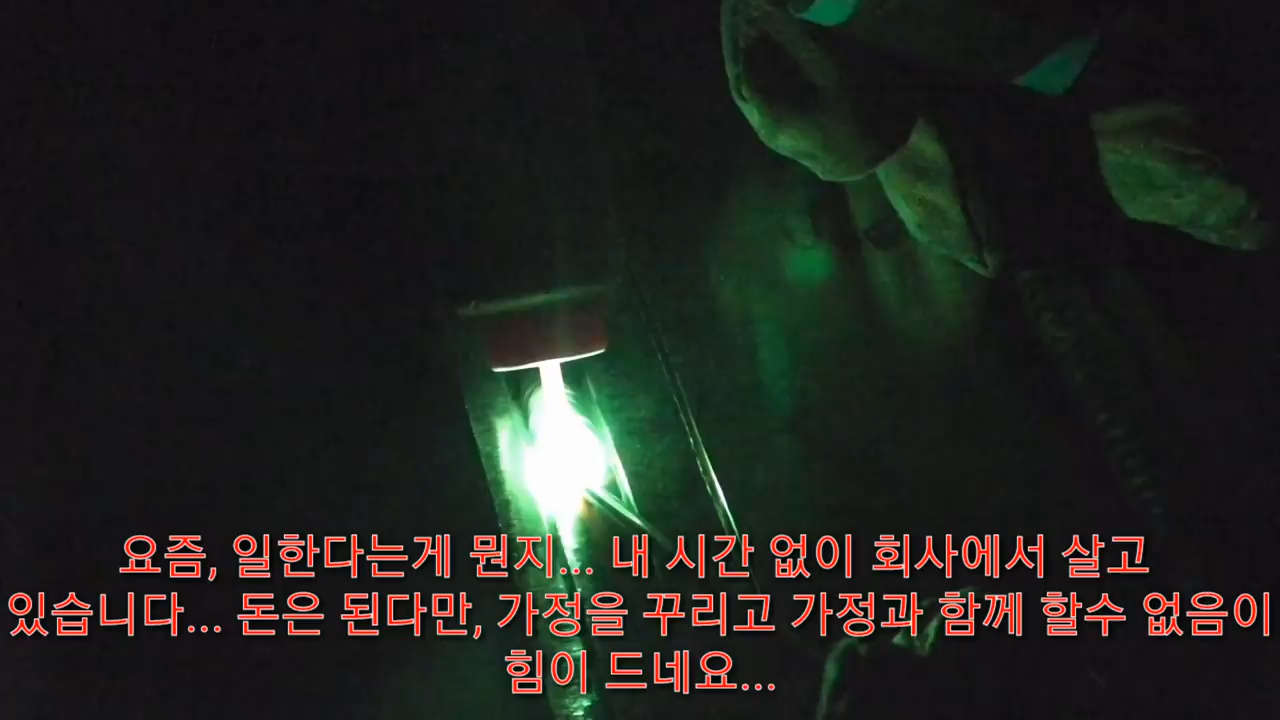 요즘, 일한다는게 뭔지... 내 시간 없이 회사에서 살고
있습니다... 돈은 된다만, 가정을 꾸리고 가정과 함께 할수 없음이
힘이 드네요...